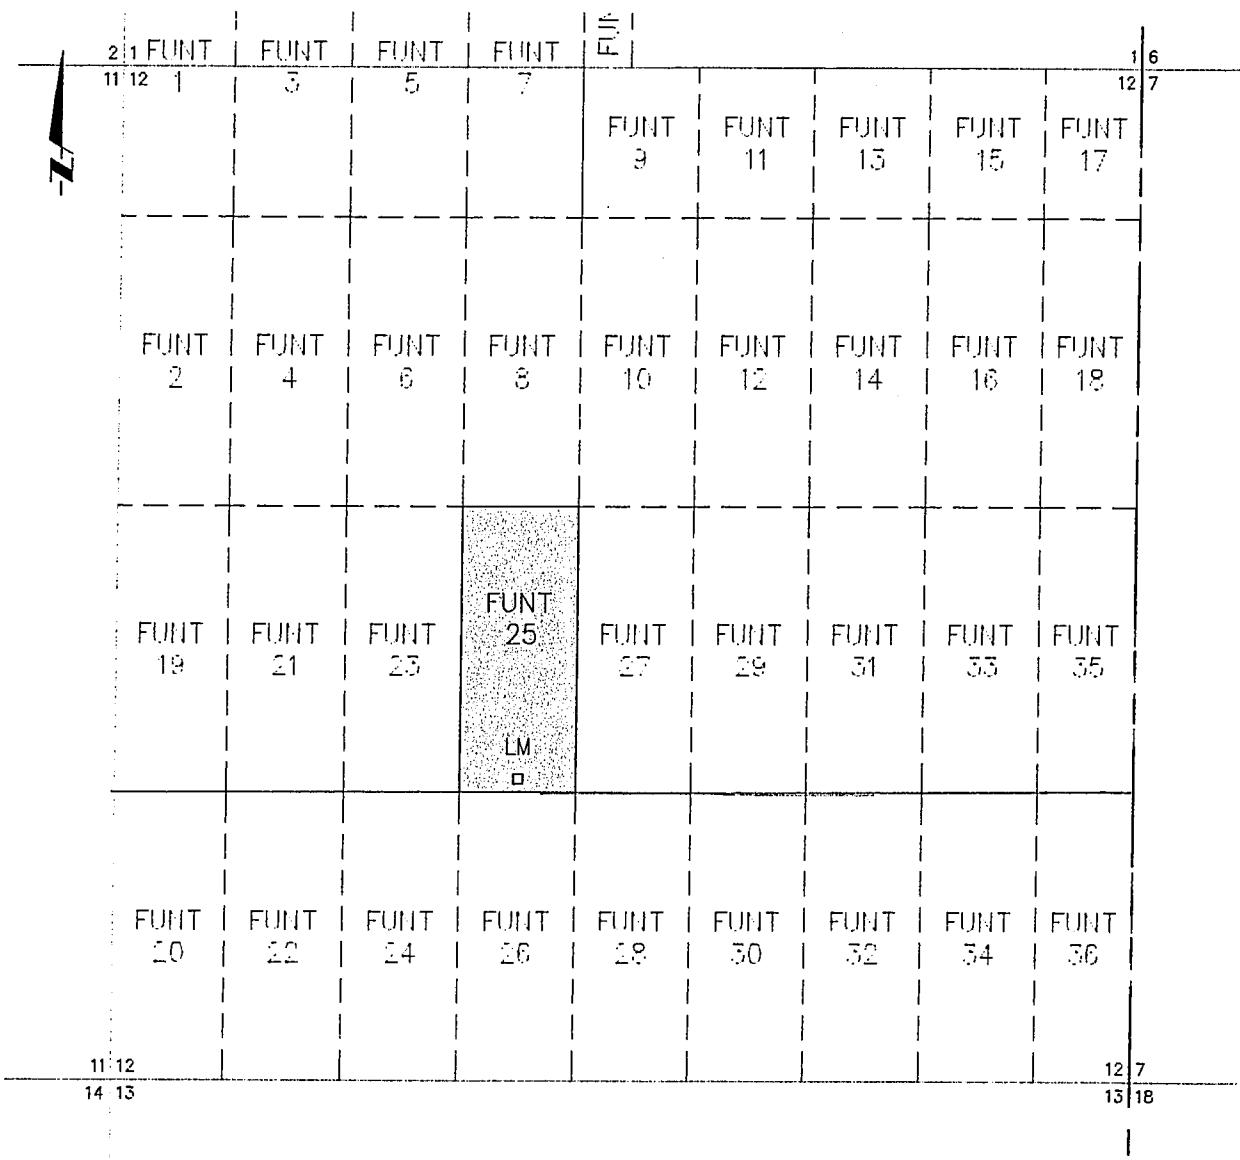 2 1 FUNT FUNT FUNT FUNT FUN 1 6
11 12 1 3 5 7 12 7
N
FUNT FUNT FUNT FUNT FUNT
9 11 13 15 17
FUNT FUNT FUNT FUNT FUNT FUNT FUNT FUNT FUNT
2 4 6 8 10 12 14 16 18
FUNT
25
FUNT FUNT FUNT FUNT FUNT FUNT FUNT FUNT
19 21 23 27 29 31 33 35
LM
FUNT FUNT FUNT FUNT FUNT FUNT FUNT FUNT FUNT
20 22 24 26 28 30 32 34 36
11 12 12 7
14 13 13 18